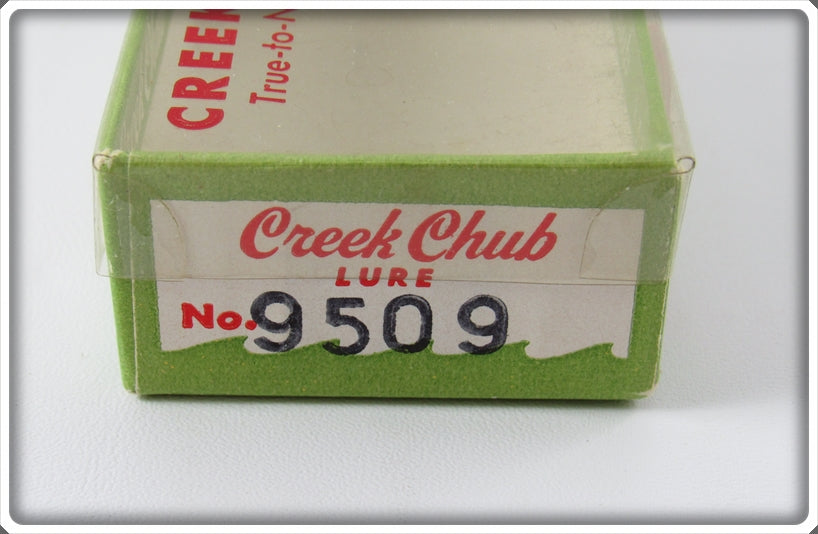 CREEK
True-to-N
Creek Chub
LURE
No. 9509